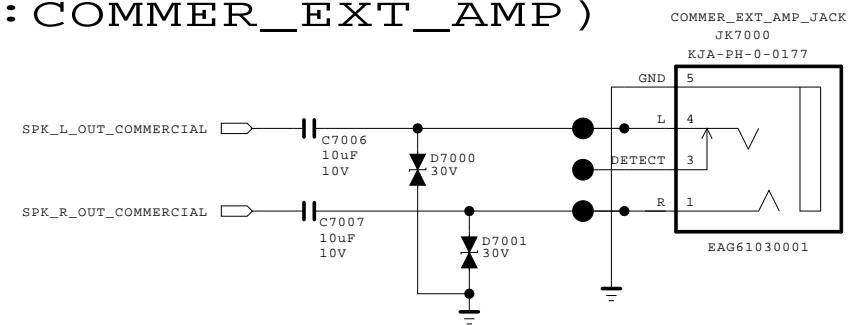 :COMMER_EXT_AMP)
COMMER_EXT_AMP_JACK
JK7000
KJA-PH-0-0177
GND 5
SPK_L_OUT_COMMERCIAL
L 4
C7006
10uF
10V
D7000
30V
DETECT 3
SPK_R_OUT_COMMERCIAL
R 1
C7007
10uF
10V
D7001
30V
EAG61030001